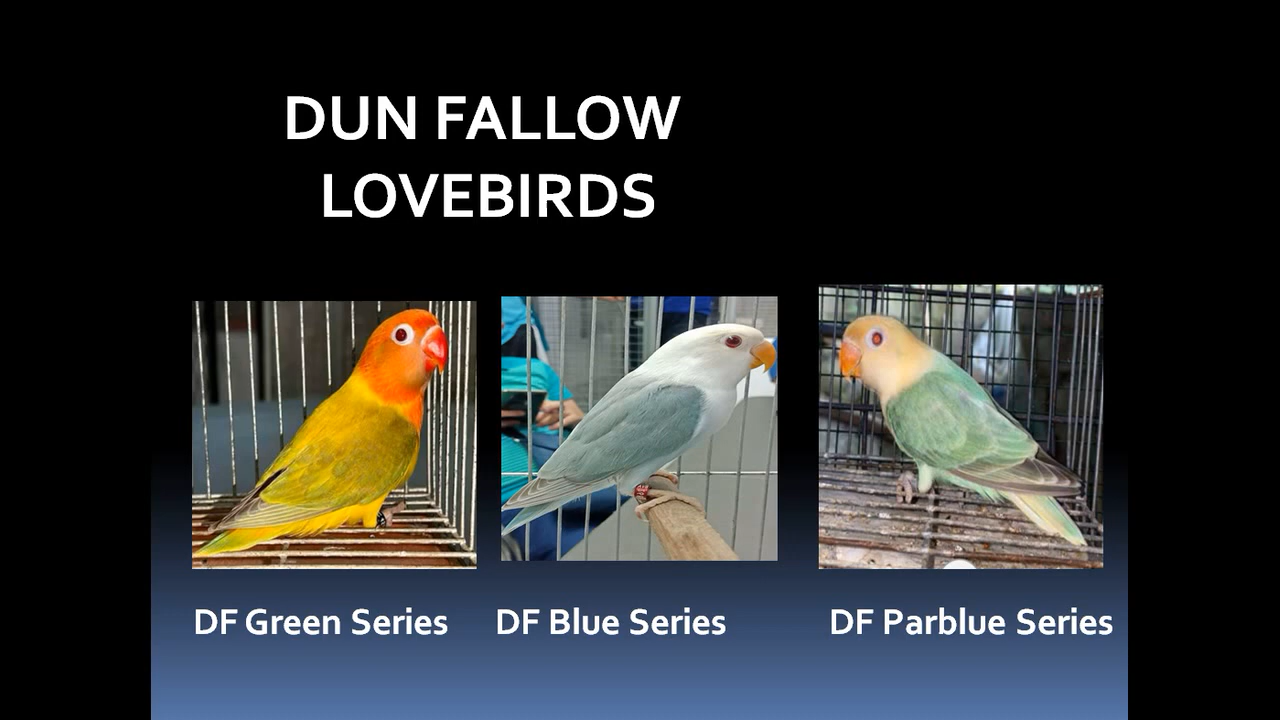 DUN FALLOW
LOVEBIRDS
DF Green Series
DF Blue Series
DF Parblue Series